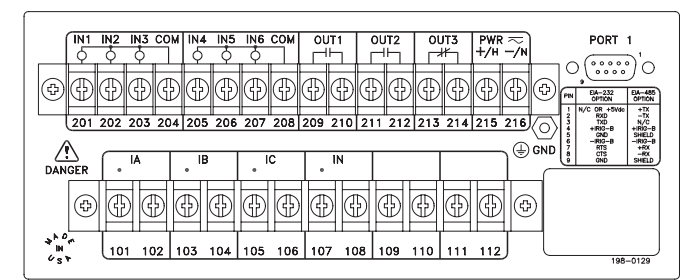 IN1 IN2 IN3 COM IN4 IN5 IN6 COM OUT1 OUT2 OUT3 PWR
+/H −/N
PORT 1
1
9
201 202 203 204 205 206 207 208 209 210 211 212 213 214 215 216
GND
PIN EIA-232 OPTION EIA-485 OPTION
1 N/C OR +5Vdc +TX
2 RXD −TX
3 TXD N/C
4 +IRIG-B +IRIG-B
5 GND SHIELD
6 −IRIG-B −IRIG-B
7 RTS +RX
8 CTS −RX
9 GND SHIELD
DANGER
IA IB IC IN
101 102 103 104 105 106 107 108 109 110 111 112
MADE
IN
USA
198-0129